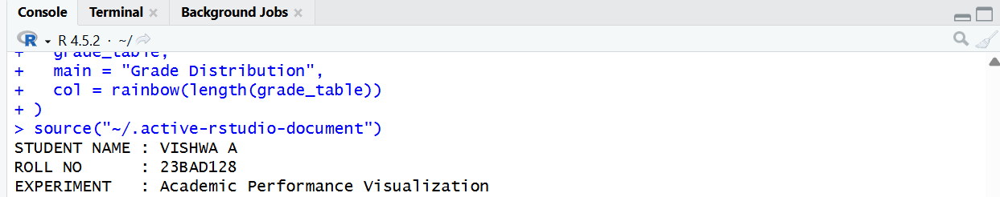 Console Terminal Background Jobs
R R 4.5.2 · ~/
+   grade_table,
+   main = "Grade Distribution",
+   col = rainbow(length(grade_table))
+ )
> source("~/.active-rstudio-document")
STUDENT NAME : VISHWA A
ROLL NO      : 23BAD128
EXPERIMENT   : Academic Performance Visualization